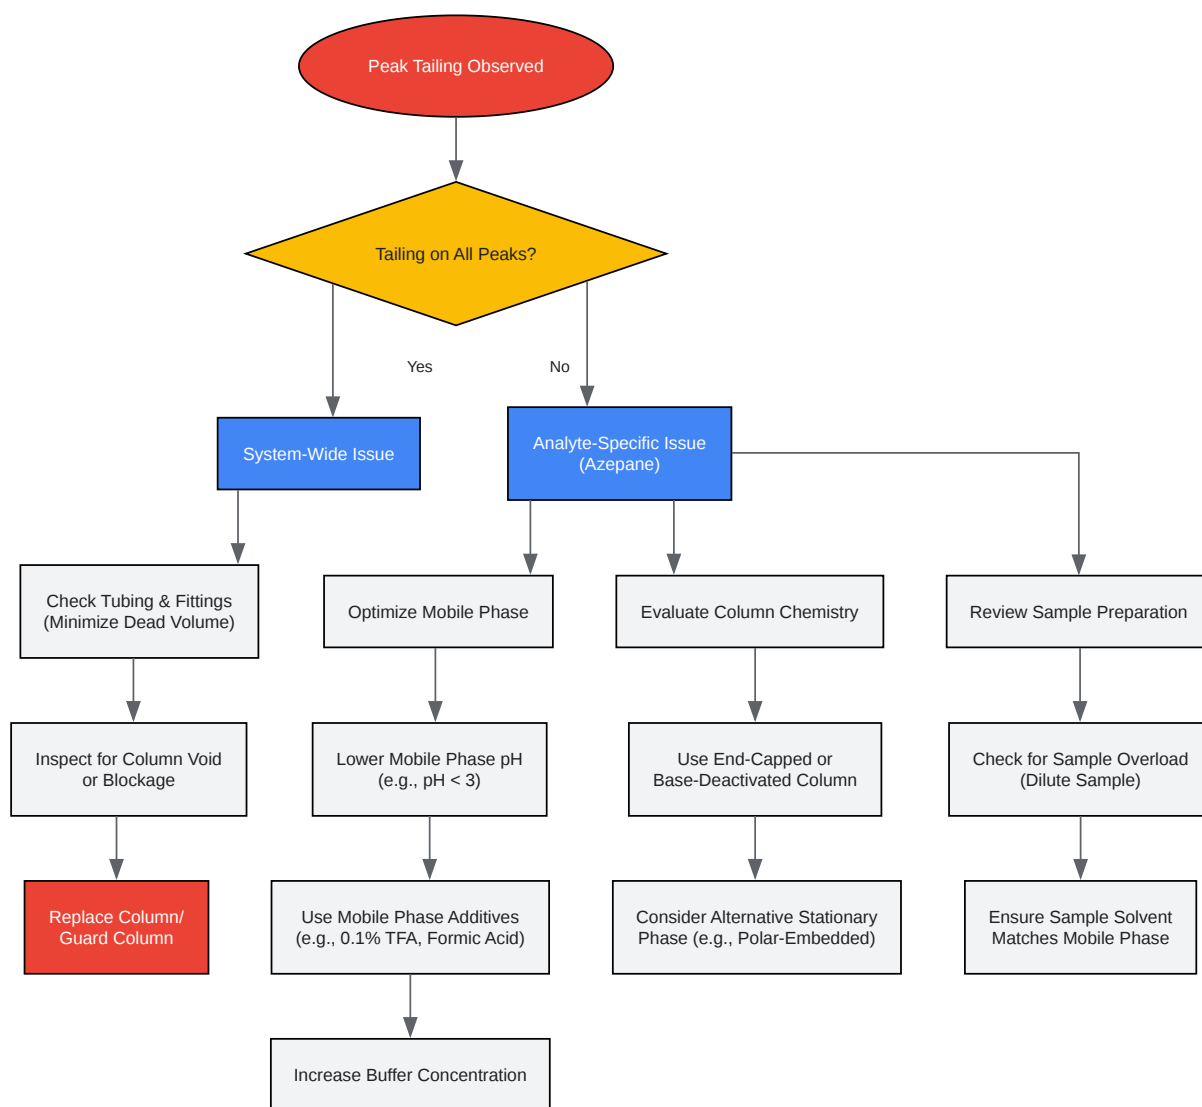 Peak Tailing Observed
Tailing on All Peaks?
Yes
No
System-Wide Issue
Analyte-Specific Issue
(Azepane)
Check Tubing & Fittings
(Minimize Dead Volume)
Optimize Mobile Phase
Evaluate Column Chemistry
Review Sample Preparation
Inspect for Column Void
or Blockage
Lower Mobile Phase pH
(e.g., pH < 3)
Use End-Capped or
Base-Deactivated Column
Check for Sample Overload
(Dilute Sample)
Replace Column/
Guard Column
Use Mobile Phase Additives
(e.g., 0.1% TFA, Formic Acid)
Consider Alternative Stationary
Phase (e.g., Polar-Embedded)
Ensure Sample Solvent
Matches Mobile Phase
Increase Buffer Concentration